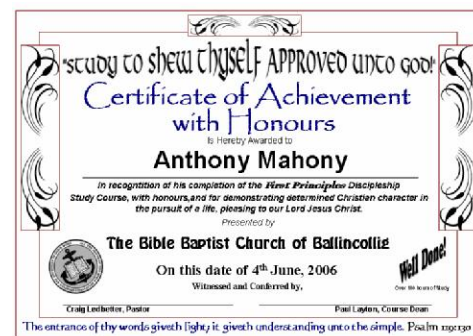 "study to shew thyself approved unto god!"
Certificate of Achievement
with Honours
Is Hereby Awarded to
Anthony Mahony
In recognition of his completion of the First Principles Discipleship
Study Course, with honours,and for demonstrating determined Christian character in
the pursuit of a life, pleasing to our Lord Jesus Christ.
Presented by
The Bible Baptist Church of Ballincollig
On this date of 4th June, 2006
Witnessed and Conferred by,
Well Done!
Craig Ledbetter, Pastor
Paul Layton, Course Dean
The entrance of thy words giveth light; it giveth understanding unto the simple. Psalm 119:130